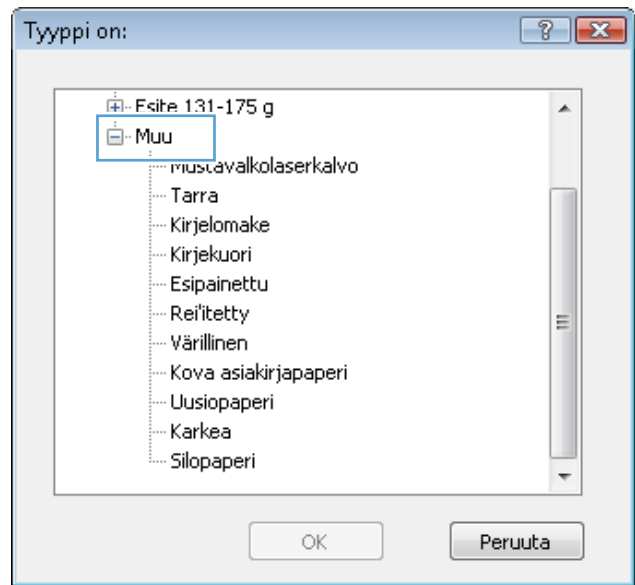 Tyyppi on:
Esite 131-175 g
Muu
Mustavalkolaserkalvo
Tarra
Kirjelomake
Kirjekuori
Esipainettu
Rei'itetty
Värillinen
Kova asiakirjapaperi
Uusiopaperi
Karkea
Silopaperi
OK
Peruuta